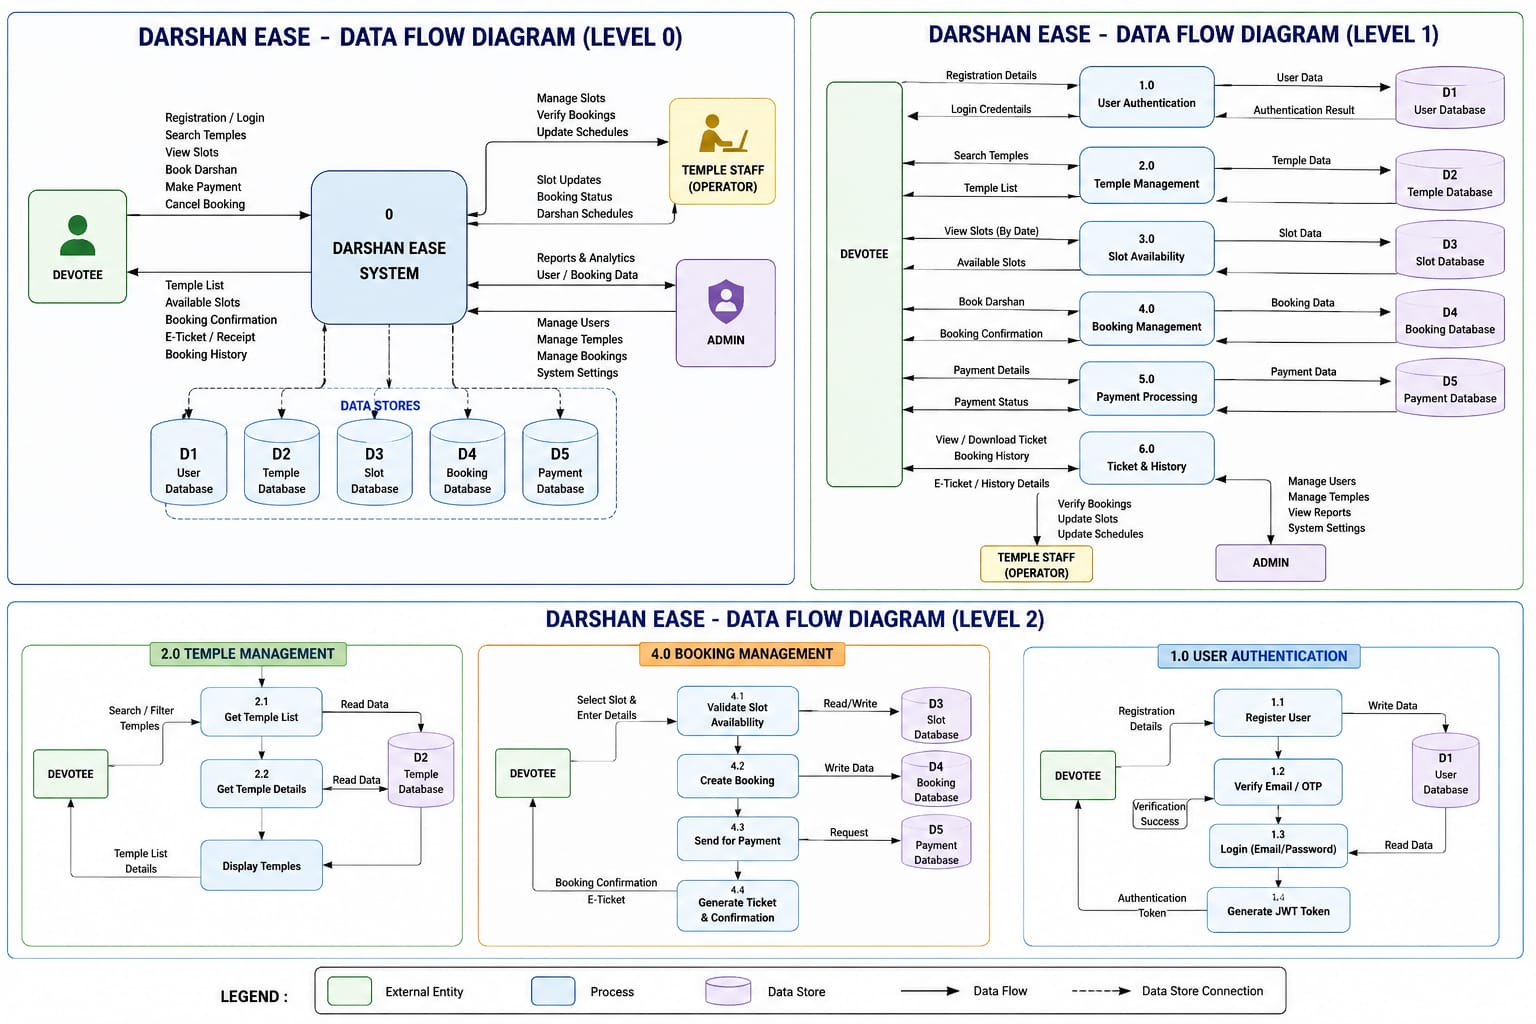 DARSHAN EASE - DATA FLOW DIAGRAM (LEVEL 0)
Registration / Login
Search Temples
View Slots
Book Darshan
Make Payment
Cancel Booking
DEVOTEE
Temple List
Available Slots
Booking Confirmation
E-Ticket / Receipt
Booking History
0
DARSHAN EASE
SYSTEM
Manage Slots
Verify Bookings
Update Schedules
TEMPLE STAFF
(OPERATOR)
Slot Updates
Booking Status
Darshan Schedules
Reports & Analytics
User / Booking Data
ADMIN
Manage Users
Manage Temples
Manage Bookings
System Settings
DATA STORES
D1
User
Database
D2
Temple
Database
D3
Slot
Database
D4
Booking
Database
D5
Payment
Database
DARSHAN EASE - DATA FLOW DIAGRAM (LEVEL 1)
DEVOTEE
Registration Details
Login Credentails
1.0
User Authentication
User Data
Authentication Result
D1
User Database
Search Temples
Temple List
2.0
Temple Management
Temple Data
D2
Temple Database
View Slots (By Date)
Available Slots
3.0
Slot Availability
Slot Data
D3
Slot Database
Book Darshan
Booking Confirmation
4.0
Booking Management
Booking Data
D4
Booking Database
Payment Details
Payment Status
5.0
Payment Processing
Payment Data
D5
Payment Database
View / Download Ticket
Booking History
E-Ticket / History Details
6.0
Ticket & History
Verify Bookings
Update Slots
Update Schedules
TEMPLE STAFF
(OPERATOR)
Manage Users
Manage Temples
View Reports
System Settings
ADMIN
DARSHAN EASE - DATA FLOW DIAGRAM (LEVEL 2)
2.0 TEMPLE MANAGEMENT
Search / Filter
Temples
DEVOTEE
2.1
Get Temple List
Read Data
2.2
Get Temple Details
Read Data
D2
Temple
Database
Display Temples
Temple List
Details
4.0 BOOKING MANAGEMENT
Select Slot &
Enter Details
DEVOTEE
4.1
Validate Slot
Availability
Read/Write
D3
Slot
Database
4.2
Create Booking
Write Data
D4
Booking
Database
4.3
Send for Payment
Request
D5
Payment
Database
4.4
Generate Ticket
& Confirmation
Booking Confirmation
E-Ticket
1.0 USER AUTHENTICATION
Registration
Details
DEVOTEE
1.1
Register User
Write Data
D1
User
Database
1.2
Verify Email / OTP
Verification
Success
1.3
Login (Email/Password)
Read Data
1.4
Generate JWT Token
Authentication
Token
LEGEND :
External Entity
Process
Data Store
Data Flow
Data Store Connection